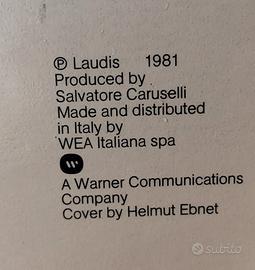 ℗ Laudis 1981
Produced by
Salvatore Caruselli
Made and distributed
in Italy by
WEA Italiana spa
A Warner Communications
Company
Cover by Helmut Ebnet
subito